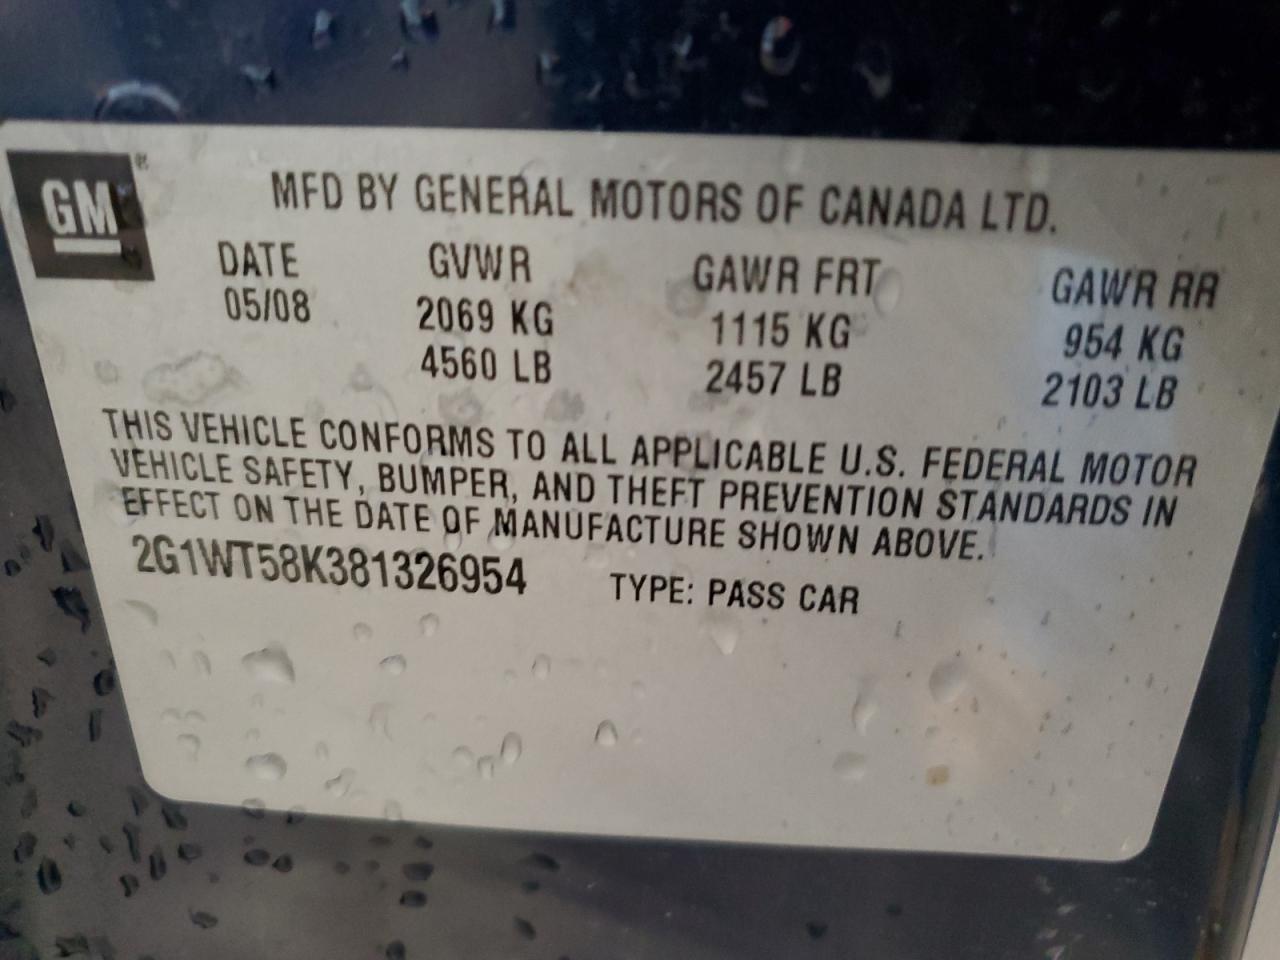 GM ®
MFD BY GENERAL MOTORS OF CANADA LTD.
DATE GVWR GAWR FRT GAWR RR
05/08 2069 KG 1115 KG 954 KG
4560 LB 2457 LB 2103 LB
THIS VEHICLE CONFORMS TO ALL APPLICABLE U.S. FEDERAL MOTOR
VEHICLE SAFETY, BUMPER, AND THEFT PREVENTION STANDARDS IN
EFFECT ON THE DATE OF MANUFACTURE SHOWN ABOVE.
2G1WT58K381326954 TYPE: PASS CAR